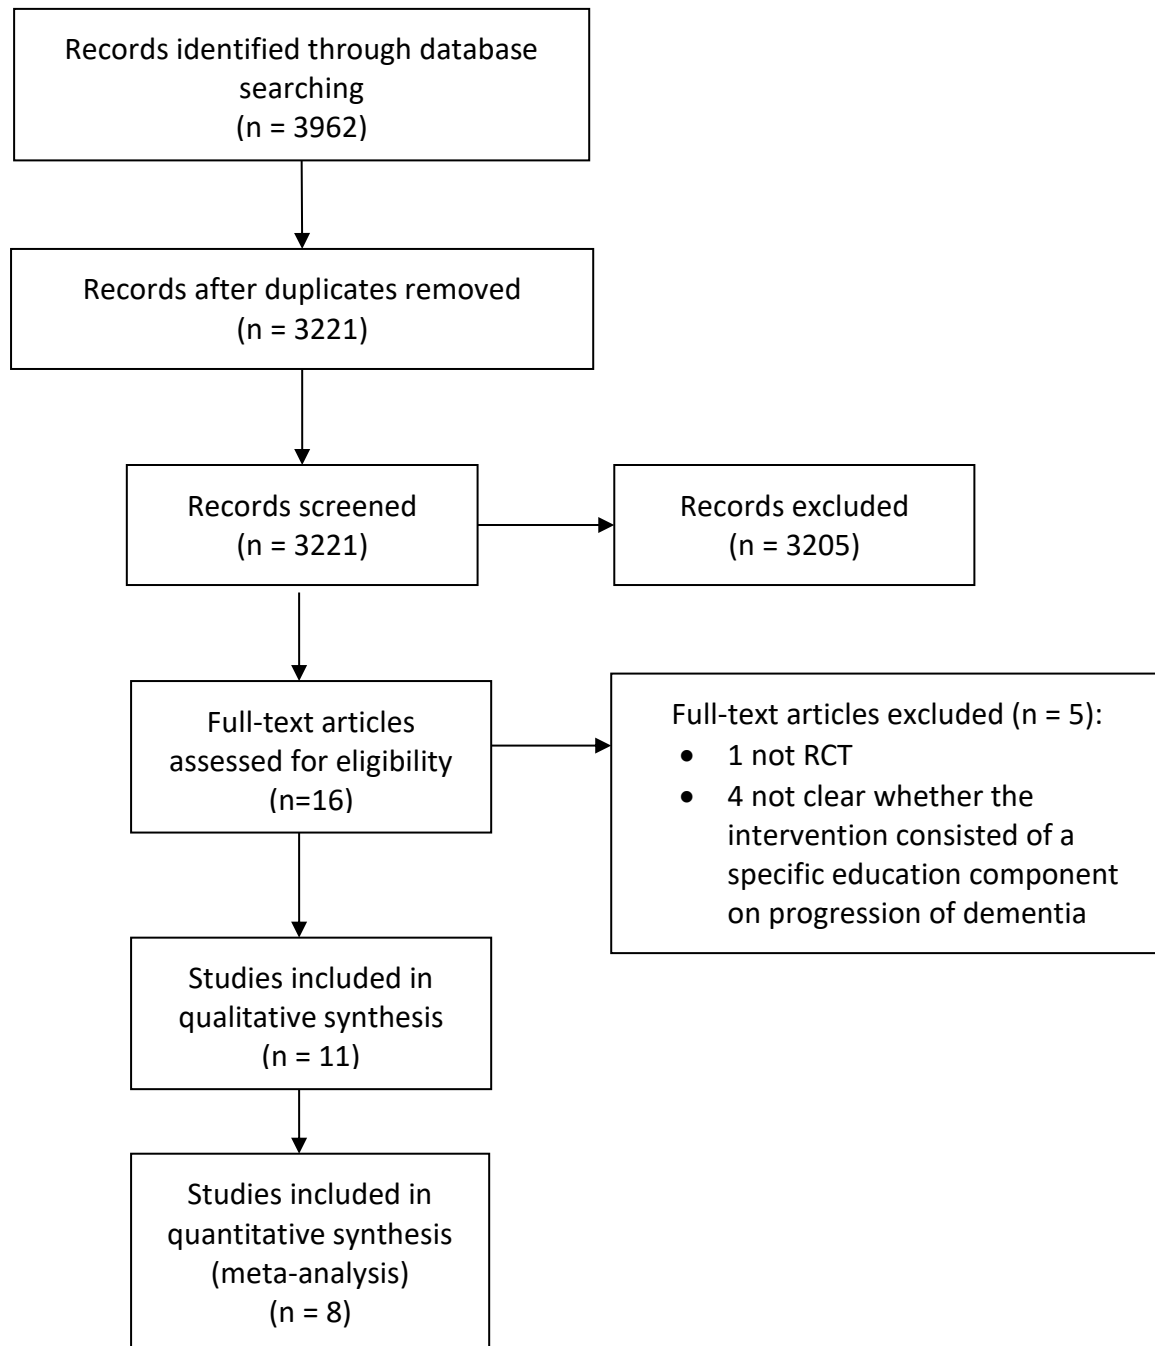 Records identified through database
searching
(n = 3962)
Records after duplicates removed
(n = 3221)
Records screened
(n = 3221)
Records excluded
(n = 3205)
Full-text articles
assessed for eligibility
(n=16)
Full-text articles excluded (n = 5):
• 1 not RCT
• 4 not clear whether the
intervention consisted of a
specific education component
on progression of dementia
Studies included in
qualitative synthesis
(n = 11)
Studies included in
quantitative synthesis
(meta-analysis)
(n = 8)